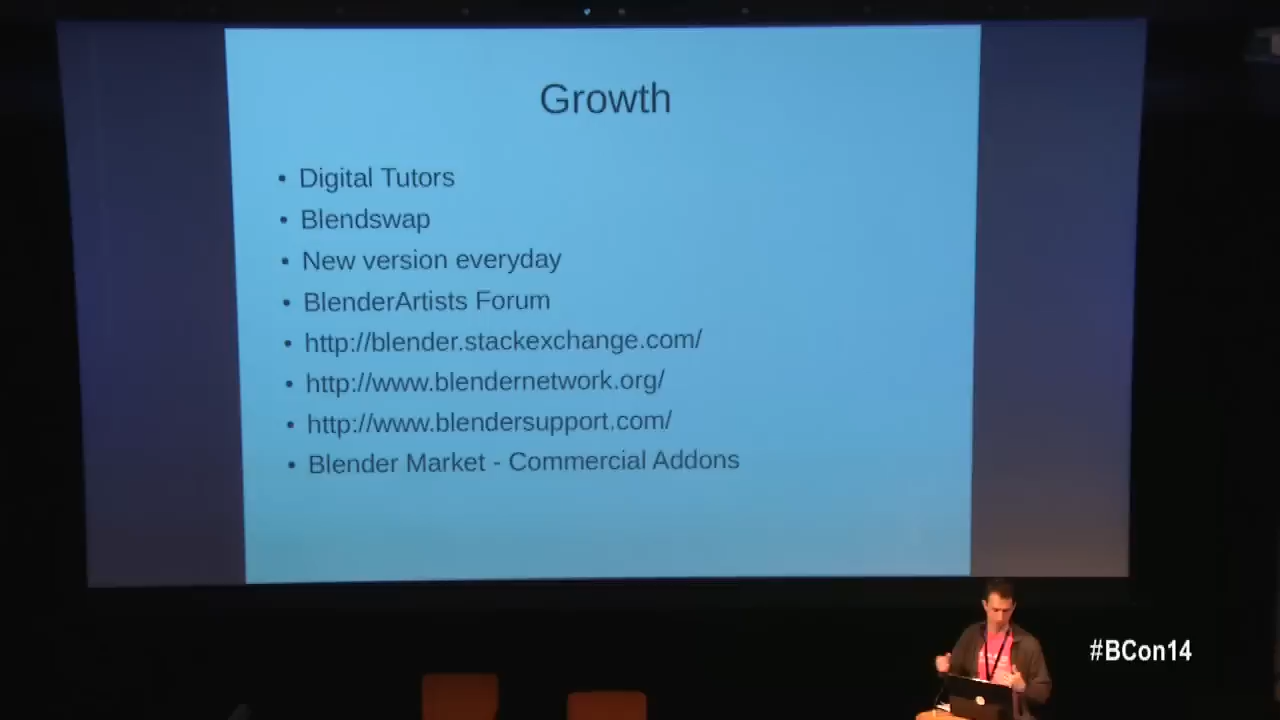 Growth
• Digital Tutors
• Blendswap
• New version everyday
• BlenderArtists Forum
• http://blender.stackexchange.com/
• http://www.blendernetwork.org/
• http://www.blendersupport.com/
• Blender Market - Commercial Addons
#BCon14